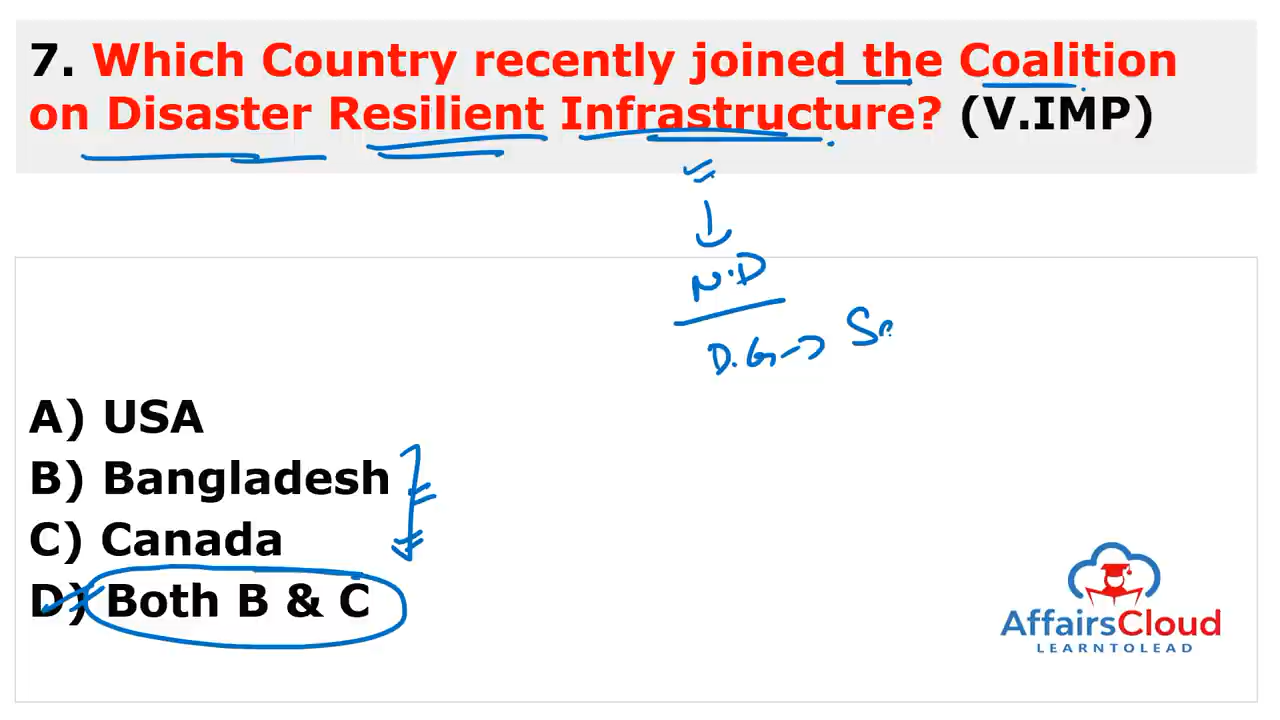 7. Which Country recently joined the Coalition
on Disaster Resilient Infrastructure? (V.IMP)
N.D
D.G→
A) USA
B) Bangladesh
C) Canada
D) Both B & C
AffairsCloud
LEARNTOLEAD